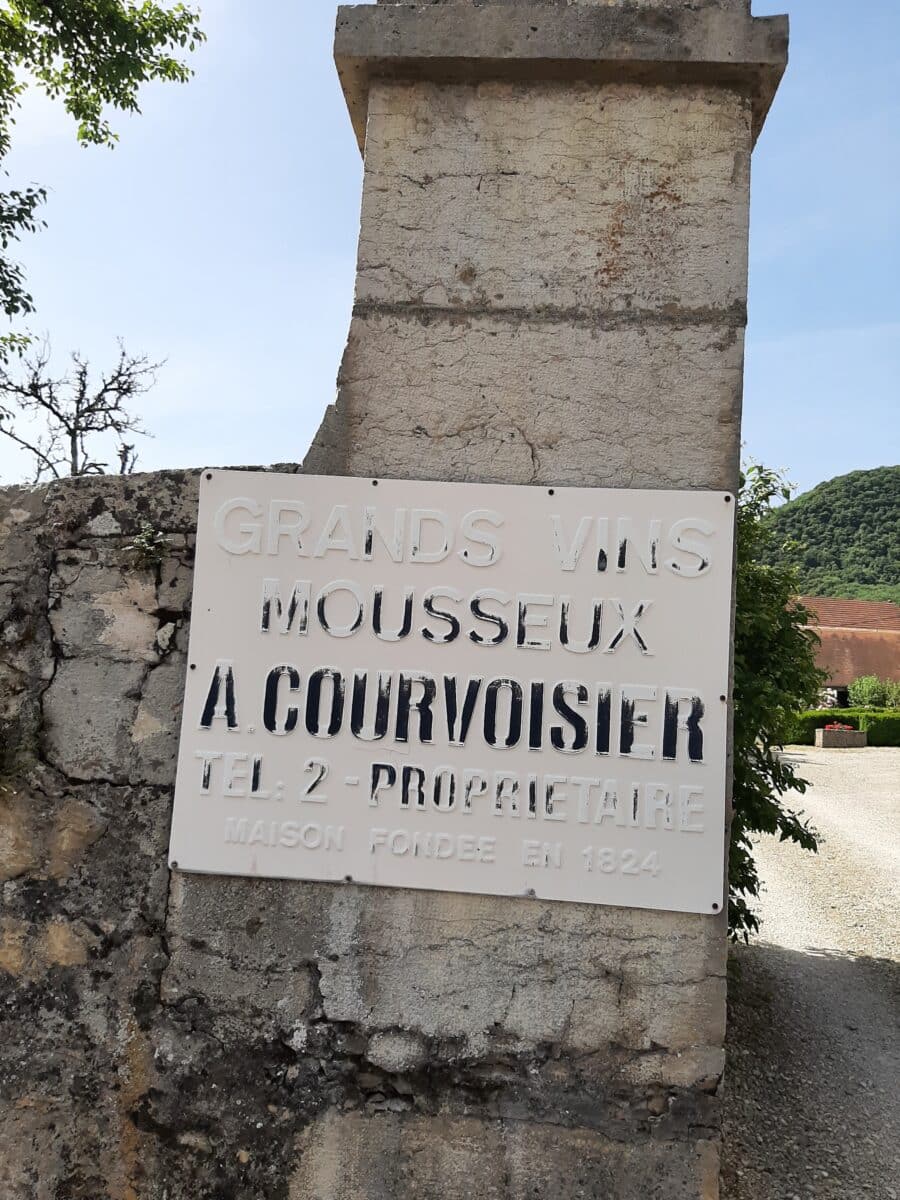 GRANDS VINS
MOUSSEUX
A. COURVOISIER
TEL: 2 - PROPRIETAIRE
MAISON FONDEE EN 1824